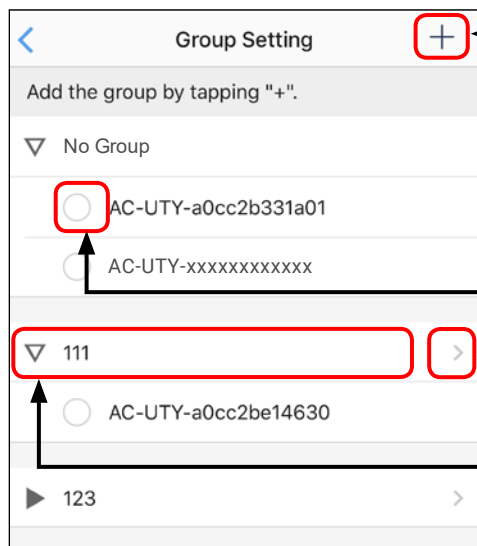 Group Setting
Add the group by tapping "+".
No Group
AC-UTY-a0cc2b331a01
AC-UTY-xxxxxxxxxxxx
111
AC-UTY-a0cc2be14630
123